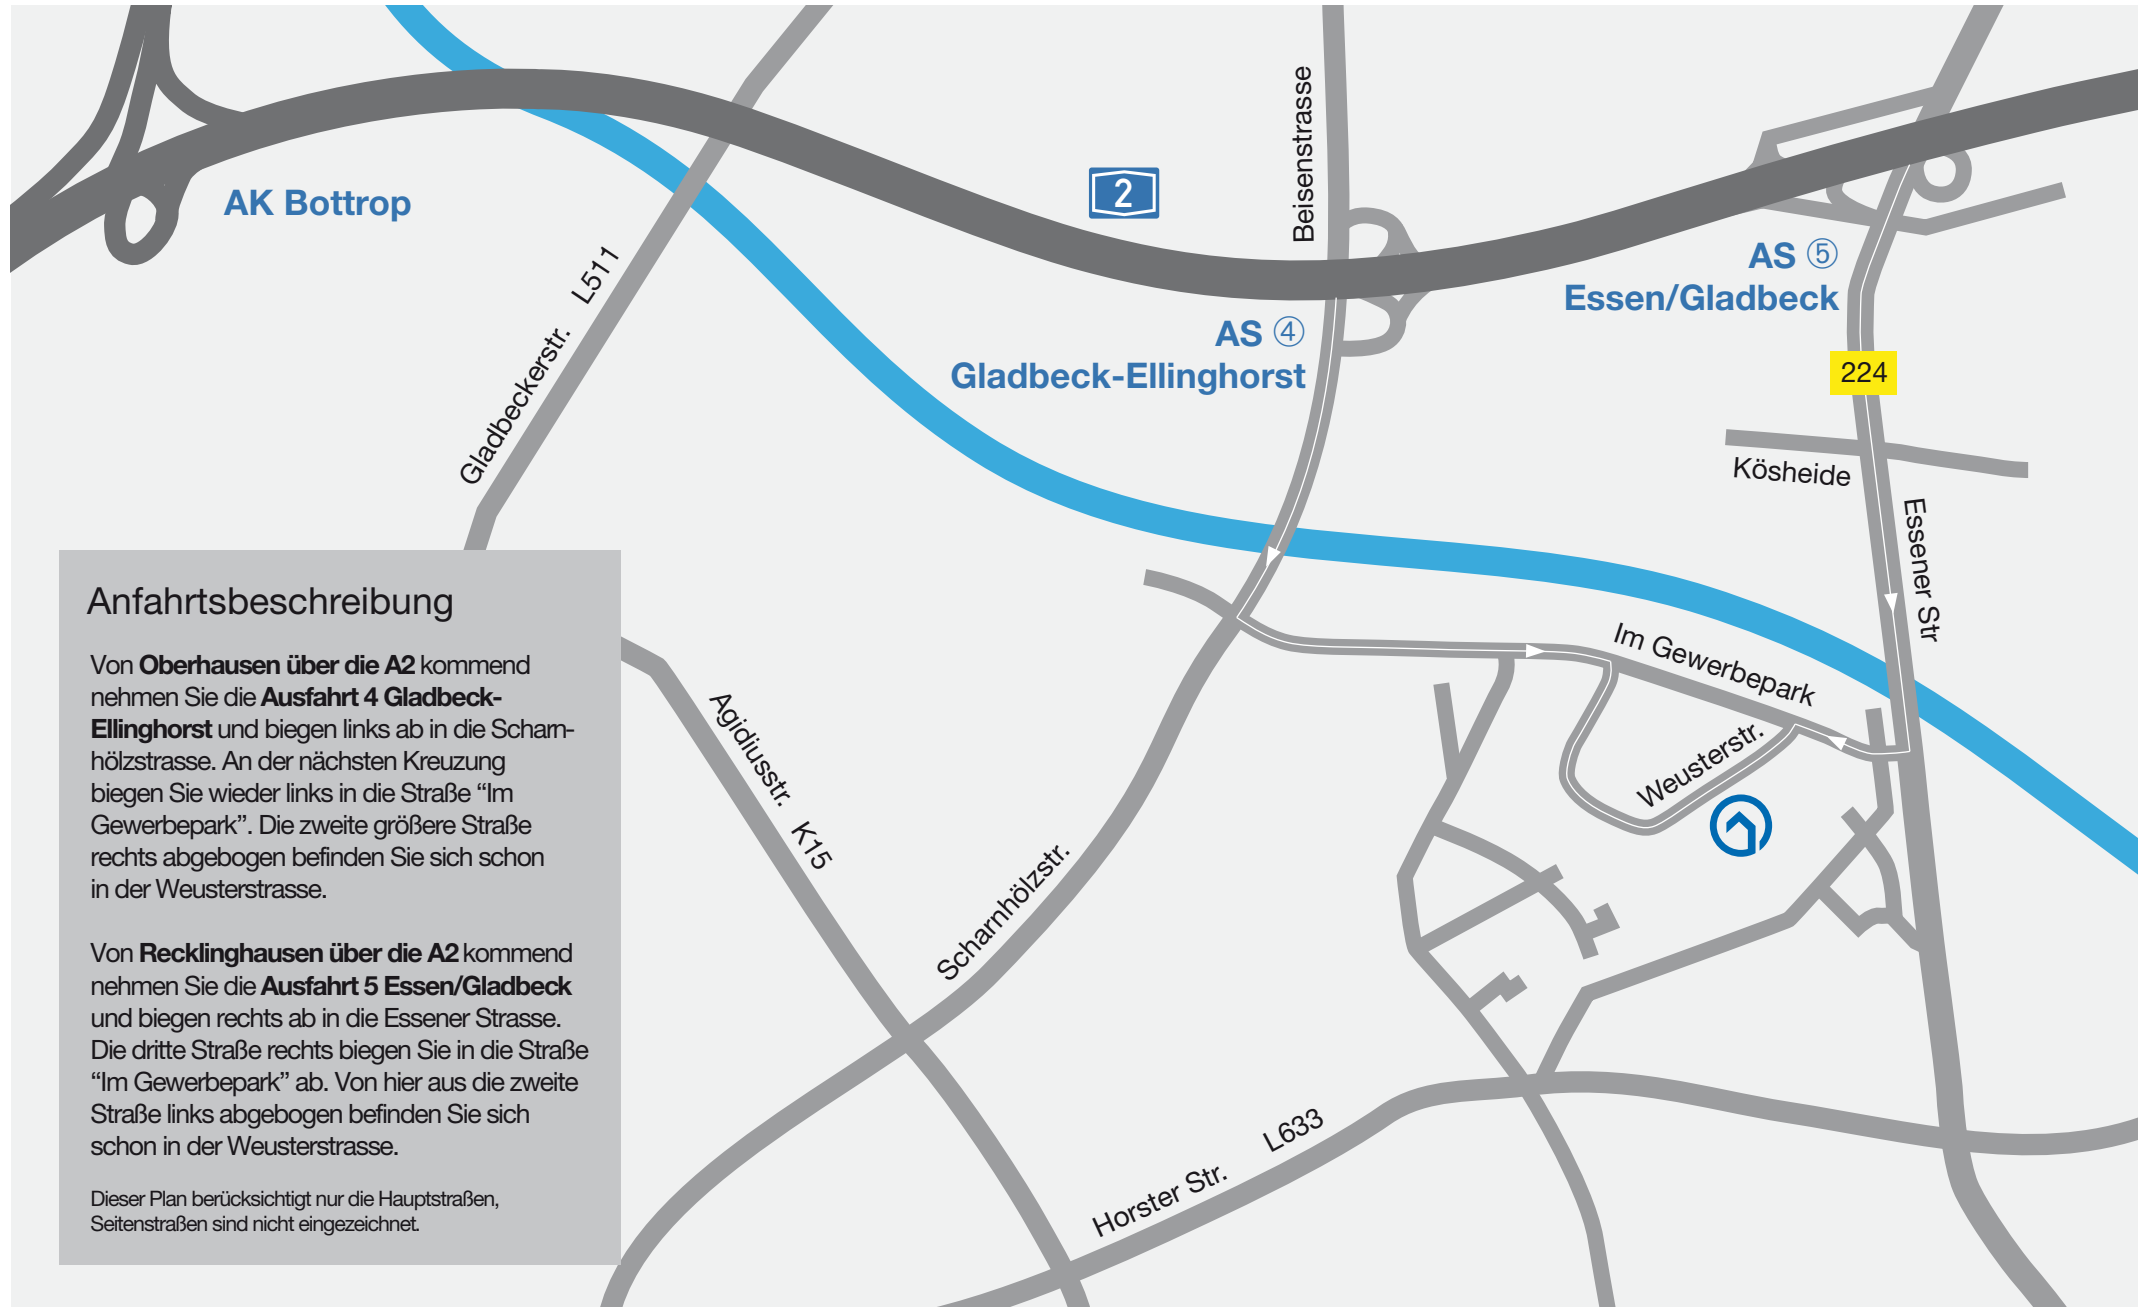 Beisenstrasse
AK Bottrop
2
L511
Gladbeckerstr.
AS ⑤
Essen/Gladbeck
AS ④
Gladbeck-Ellinghorst
224
Kösheide
Essener Str
Im Gewerbepark
Weusterstr.
Agidiusstr. K15
Scharnhölzstr.
Horster Str. L633
Anfahrtsbeschreibung
Von Oberhausen über die A2 kommend
nehmen Sie die Ausfahrt 4 Gladbeck-
Ellinghorst und biegen links ab in die Scharn-
hölzstrasse. An der nächsten Kreuzung
biegen Sie wieder links in die Straße “Im
Gewerbepark”. Die zweite größere Straße
rechts abgebogen befinden Sie sich schon
in der Weusterstrasse.
Von Recklinghausen über die A2 kommend
nehmen Sie die Ausfahrt 5 Essen/Gladbeck
und biegen rechts ab in die Essener Strasse.
Die dritte Straße rechts biegen Sie in die Straße
“Im Gewerbepark” ab. Von hier aus die zweite
Straße links abgebogen befinden Sie sich
schon in der Weusterstrasse.
Dieser Plan berücksichtigt nur die Hauptstraßen,
Seitenstraßen sind nicht eingezeichnet.